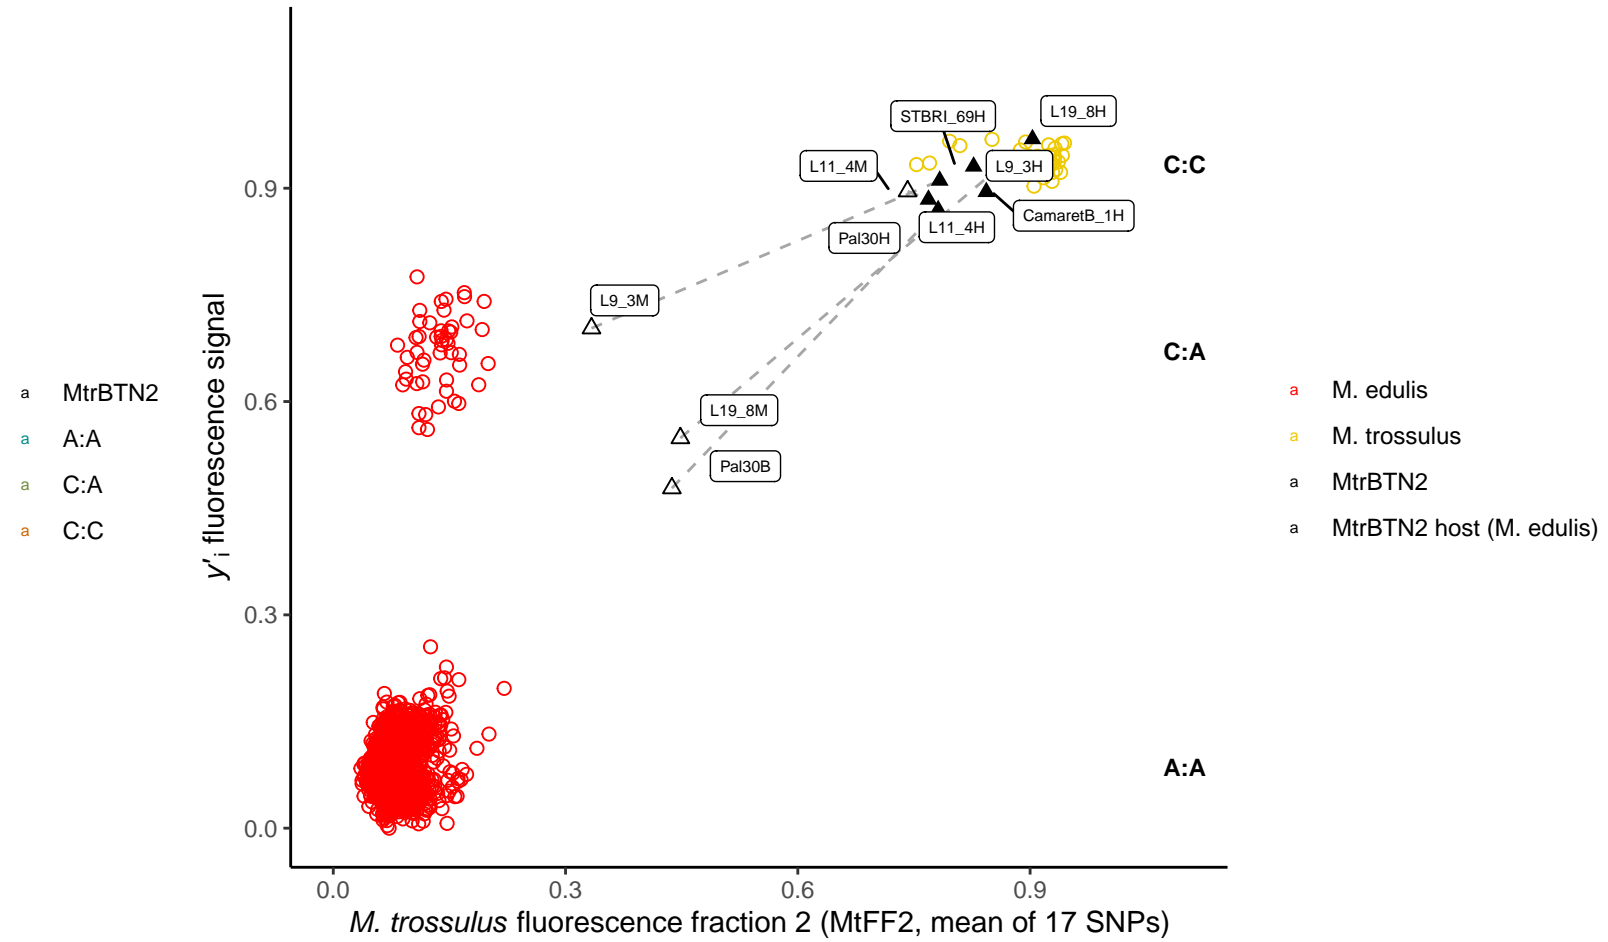 L19_8H
STBRI_69H
L11_4M
L9_3H
C:C
CamaretB_1H
L11_4H
Pal30H
L9_3M
C:A
L19_8M
Pal30B
A:A
0.9
0.6
0.3
0.0
y'i fluorescence signal
0.0 0.3 0.6 0.9
M. trossulus fluorescence fraction 2 (MtFF2, mean of 17 SNPs)
a MtrBTN2
a A:A
a C:A
a C:C
a M. edulis
a M. trossulus
a MtrBTN2
a MtrBTN2 host (M. edulis)